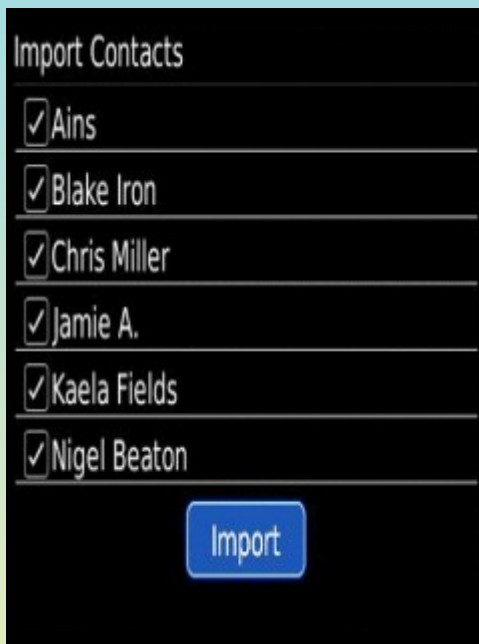 Import Contacts
Ains
Blake Iron
Chris Miller
Jamie A.
Kaela Fields
Nigel Beaton
Import